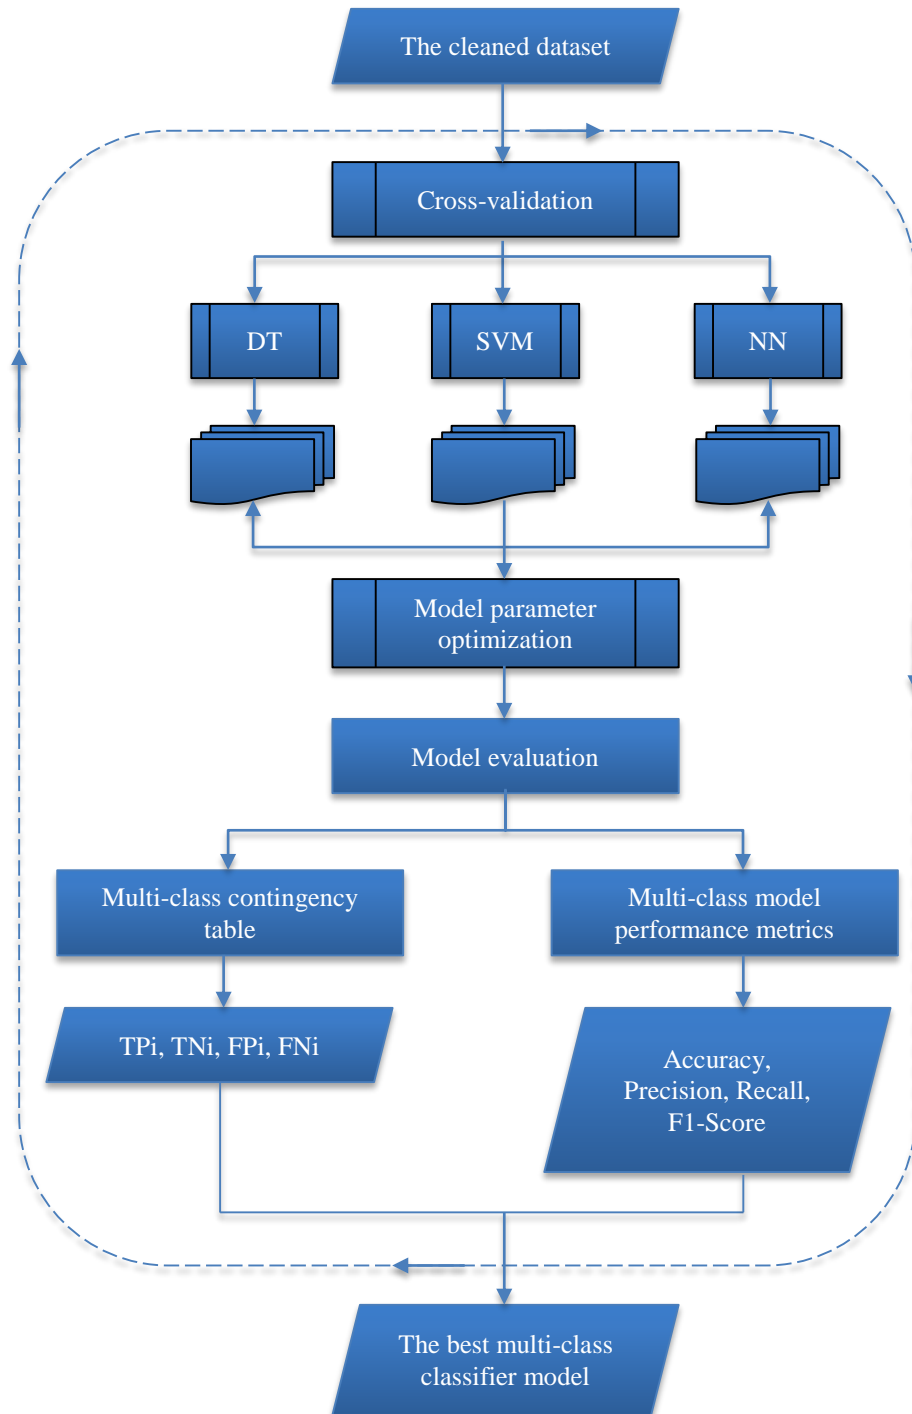 The cleaned dataset
Cross-validation
DT
SVM
NN
Model parameter
optimization
Model evaluation
Multi-class contingency
table
Multi-class model
performance metrics
TPi, TNi, FPi, FNi
Accuracy,
Precision, Recall,
F1-Score
The best multi-class
classifier model